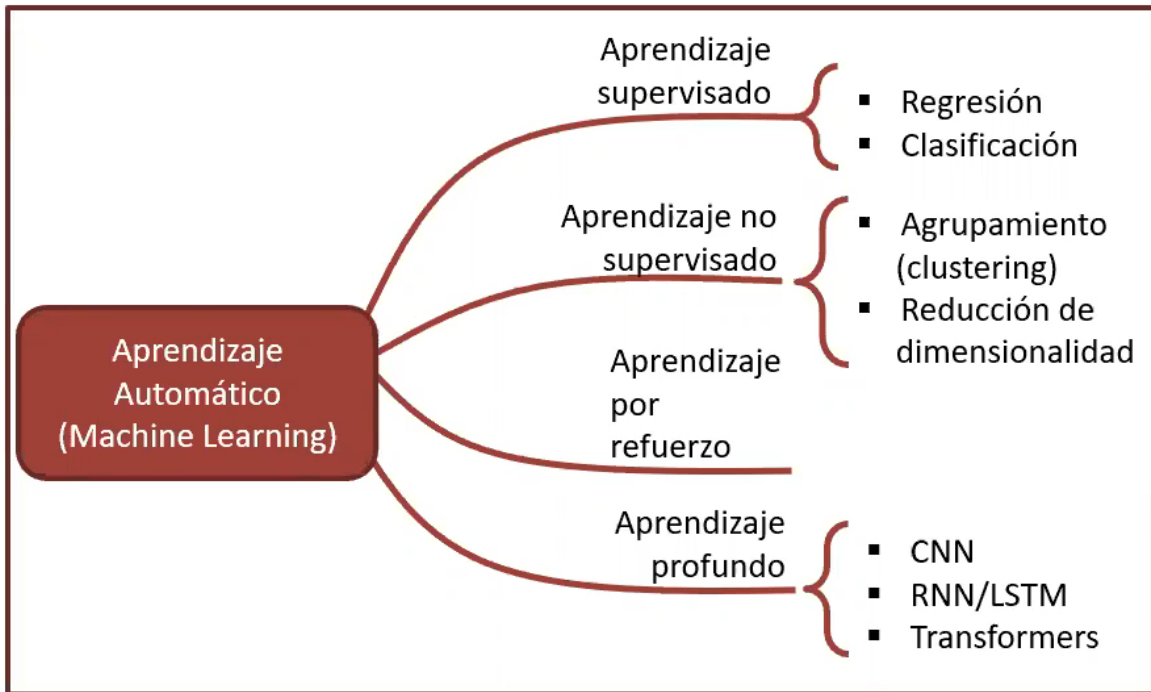 Aprendizaje
Automático
(Machine Learning)
Aprendizaje
supervisado
▪ Regresión
▪ Clasificación
Aprendizaje no
supervisado
▪ Agrupamiento
(clustering)
▪ Reducción de
dimensionalidad
Aprendizaje
por
refuerzo
Aprendizaje
profundo
▪ CNN
▪ RNN/LSTM
▪ Transformers